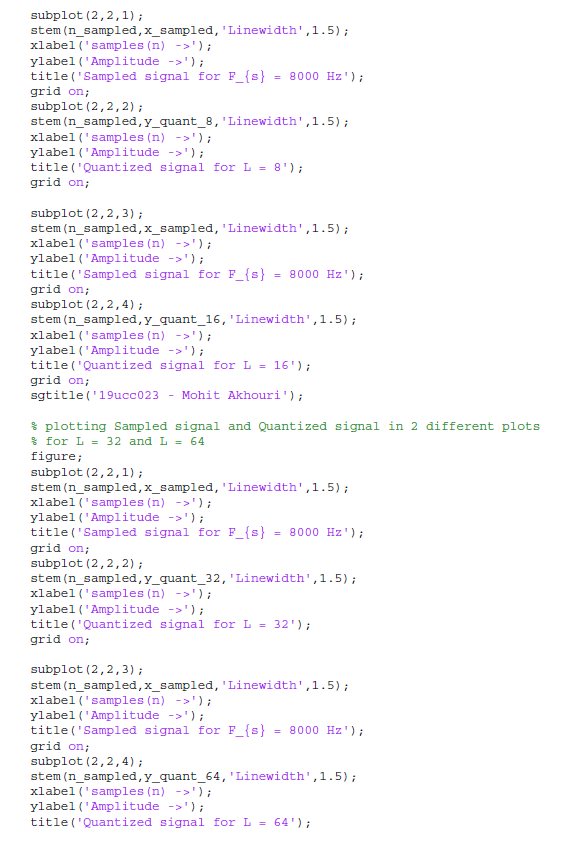 subplot(2,2,1);
stem(n_sampled,x_sampled,'Linewidth',1.5);
xlabel('samples(n) ->');
ylabel('Amplitude ->');
title('Sampled signal for F_{s} = 8000 Hz');
grid on;
subplot(2,2,2);
stem(n_sampled,y_quant_8,'Linewidth',1.5);
xlabel('samples(n) ->');
ylabel('Amplitude ->');
title('Quantized signal for L = 8');
grid on;

subplot(2,2,3);
stem(n_sampled,x_sampled,'Linewidth',1.5);
xlabel('samples(n) ->');
ylabel('Amplitude ->');
title('Sampled signal for F_{s} = 8000 Hz');
grid on;
subplot(2,2,4);
stem(n_sampled,y_quant_16,'Linewidth',1.5);
xlabel('samples(n) ->');
ylabel('Amplitude ->');
title('Quantized signal for L = 16');
grid on;
sgtitle('19ucc023 - Mohit Akhouri');

% plotting Sampled signal and Quantized signal in 2 different plots
% for L = 32 and L = 64
figure;
subplot(2,2,1);
stem(n_sampled,x_sampled,'Linewidth',1.5);
xlabel('samples(n) ->');
ylabel('Amplitude ->');
title('Sampled signal for F_{s} = 8000 Hz');
grid on;
subplot(2,2,2);
stem(n_sampled,y_quant_32,'Linewidth',1.5);
xlabel('samples(n) ->');
ylabel('Amplitude ->');
title('Quantized signal for L = 32');
grid on;

subplot(2,2,3);
stem(n_sampled,x_sampled,'Linewidth',1.5);
xlabel('samples(n) ->');
ylabel('Amplitude ->');
title('Sampled signal for F_{s} = 8000 Hz');
grid on;
subplot(2,2,4);
stem(n_sampled,y_quant_64,'Linewidth',1.5);
xlabel('samples(n) ->');
ylabel('Amplitude ->');
title('Quantized signal for L = 64');